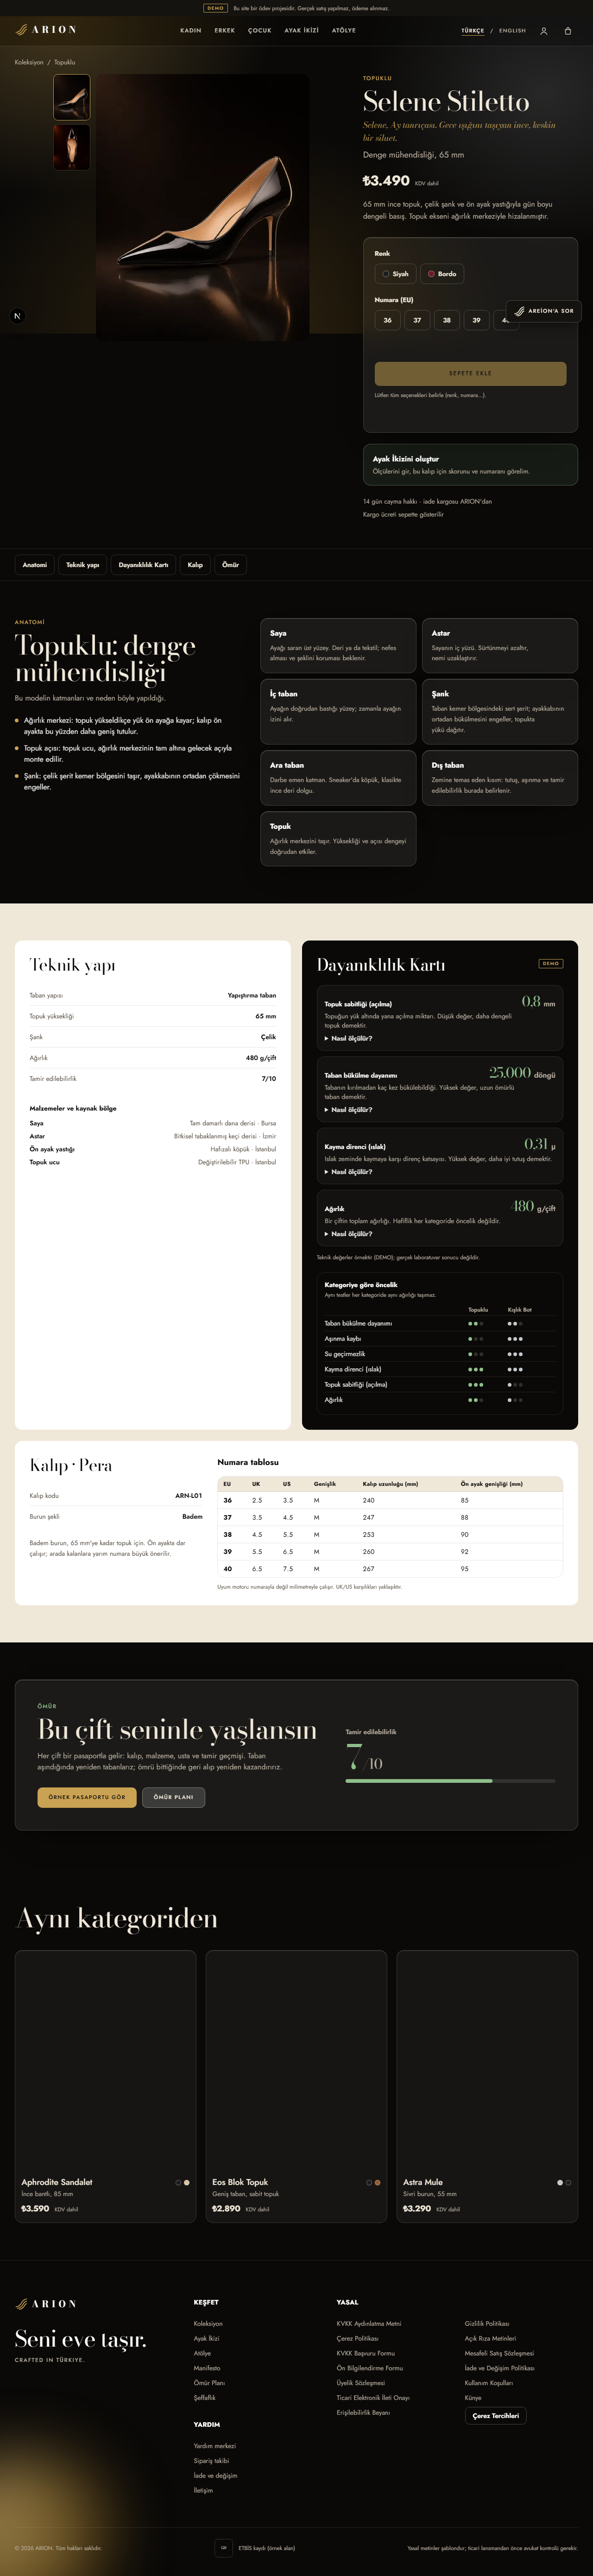 DEMO Bu site bir ödev projesidir. Gerçek satış yapılmaz, ödeme alınmaz.
ARION
KADIN ERKEK ÇOCUK AYAK İKİZİ ATÖLYE
TÜRKÇE / ENGLISH
Koleksiyon / Topuklu
TOPUKLU
Selene Stiletto
Selene, Ay tanrıçası. Gece ışığını taşıyan ince, keskin
bir siluet.
Denge mühendisliği, 65 mm
₺3.490 KDV dahil
65 mm ince topuk, çelik şank ve ön ayak yastığıyla gün boyu
dengeli basış. Topuk ekseni ağırlık merkeziyle hizalanmıştır.
Renk
Siyah Bordo
Numara (EU)
36 37 38 39
N
AREİON'A SOR
SEPETE EKLE
Lütfen tüm seçenekleri belirle (renk, numara...).
Ayak İkizini oluştur
Ölçülerini gir, bu kalıp için skorunu ve numaranı görelim.
14 gün cayma hakkı · iade kargosu ARION'dan
Kargo ücreti sepette gösterilir
Anatomi Teknik yapı Dayanıklılık Kartı Kalıp Ömür
ANATOMİ
Topuklu: denge
mühendisliği
Bu modelin katmanları ve neden böyle yapıldığı.
Ağırlık merkezi: topuk yükseldikçe yük ön ayağa kayar; kalıp ön
ayakta bu yüzden daha geniş tutulur.
Topuk açısı: topuk ucu, ağırlık merkezinin tam altına gelecek açıyla
monte edilir.
Şank: çelik şerit kemer bölgesini taşır, ayakkabının ortadan çökmesini
engeller.
Saya
Ayağı saran üst yüzey. Deri ya da tekstil; nefes
alması ve şeklini koruması beklenir.
Astar
Sayanın iç yüzü. Sürtünmeyi azaltır,
nemi uzaklaştırır.
İç taban
Ayağın doğrudan bastığı yüzey; zamanla ayağın
izini alır.
Şank
Taban kemer bölgesindeki sert şerit; ayakkabının
ortadan bükülmesini engeller, topukta
yükü dağıtır.
Ara taban
Darbe emen katman. Sneaker'da köpük, klasikte
ince deri dolgu.
Dış taban
Zemine temas eden kısım: tutuş, aşınma ve tamir
edilebilirlik burada belirlenir.
Topuk
Ağırlık merkezini taşır. Yüksekliği ve açısı dengeyi
doğrudan etkiler.
Teknik yapı
Taban yapısı Yapıştırma taban
Topuk yüksekliği 65 mm
Şank Çelik
Ağırlık 480 g/çift
Tamir edilebilirlik 7/10
Malzemeler ve kaynak bölge
Saya Tam damarlı dana derisi · Bursa
Astar Bitkisel tabaklanmış keçi derisi · İzmir
Ön ayak yastığı Hafızalı köpük · İstanbul
Topuk ucu Değiştirilebilir TPU · İstanbul
Dayanıklılık Kartı DEMO
Topuk sabitliği (açılma) 0,8 mm
Topuğun yük altında yana açılma miktarı. Düşük değer, daha dengeli
topuk demektir.
Nasıl ölçülür?
Taban bükülme dayanımı 25.000 döngü
Tabanın kırılmadan kaç kez bükülebildiği. Yüksek değer, uzun ömürlü
taban demektir.
Nasıl ölçülür?
Kayma direnci (ıslak) 0,31 μ
Islak zeminde kaymaya karşı direnç katsayısı. Yüksek değer, daha iyi tutuş demektir.
Nasıl ölçülür?
Ağırlık 480 g/çift
Bir çiftin toplam ağırlığı. Hafiflik her kategoride öncelik değildir.
Nasıl ölçülür?
Teknik değerler örnektir (DEMO); gerçek laboratuvar sonucu değildir.
Kategoriye göre öncelik
Aynı testler her kategoride aynı ağırlığı taşımaz.
Topuklu Kışlık Bot
Taban bükülme dayanımı
Aşınma kaybı
Su geçirmezlik
Kayma direnci (ıslak)
Topuk sabitliği (açılma)
Ağırlık
Kalıp · Pera
Kalıp kodu ARN-L01
Burun şekli Badem
Badem burun, 65 mm'ye kadar topuk için. Ön ayakta dar
çalışır; arada kalanlara yarım numara büyük önerilir.
Numara tablosu
EU UK US Genişlik Kalıp uzunluğu (mm) Ön ayak genişliği (mm)
36 2.5 3.5 M 240 85
37 3.5 4.5 M 247 88
38 4.5 5.5 M 253 90
39 5.5 6.5 M 260 92
40 6.5 7.5 M 267 95
Uyum motoru numarayla değil milimetreyle çalışır. UK/US karşılıkları yaklaşıktır.
ÖMÜR
Bu çift seninle yaşlansın
Her çift bir pasaportla gelir: kalıp, malzeme, usta ve tamir geçmişi. Taban
aşındığında yeniden tabanlarız; ömrü bittiğinde geri alıp yeniden kazandırırız.
ÖRNEK PASAPORTU GÖR ÖMÜR PLANI
Tamir edilebilirlik
7/10
Aynı kategoriden
Aphrodite Sandalet
İnce bantlı, 85 mm
₺3.590 KDV dahil
Eos Blok Topuk
Geniş taban, sabit topuk
₺2.890 KDV dahil
Astra Mule
Sivri burun, 55 mm
₺3.290 KDV dahil
ARION
Seni eve taşır.
CRAFTED IN TÜRKIYE.
KEŞFET
Koleksiyon
Ayak İkizi
Atölye
Manifesto
Ömür Planı
Şeffaflık
YARDIM
Yardım merkezi
Sipariş takibi
İade ve değişim
İletişim
YASAL
KVKK Aydınlatma Metni
Çerez Politikası
KVKK Başvuru Formu
Ön Bilgilendirme Formu
Üyelik Sözleşmesi
Ticari Elektronik İleti Onayı
Erişilebilirlik Beyanı
Gizlilik Politikası
Açık Rıza Metinleri
Mesafeli Satış Sözleşmesi
İade ve Değişim Politikası
Kullanım Koşulları
Künye
Çerez Tercihleri
© 2026 ARION. Tüm hakları saklıdır.
ETBİS kaydı (örnek alan)
Yasal metinler şablondur; ticari lansmandan önce avukat kontrolü gerekir.